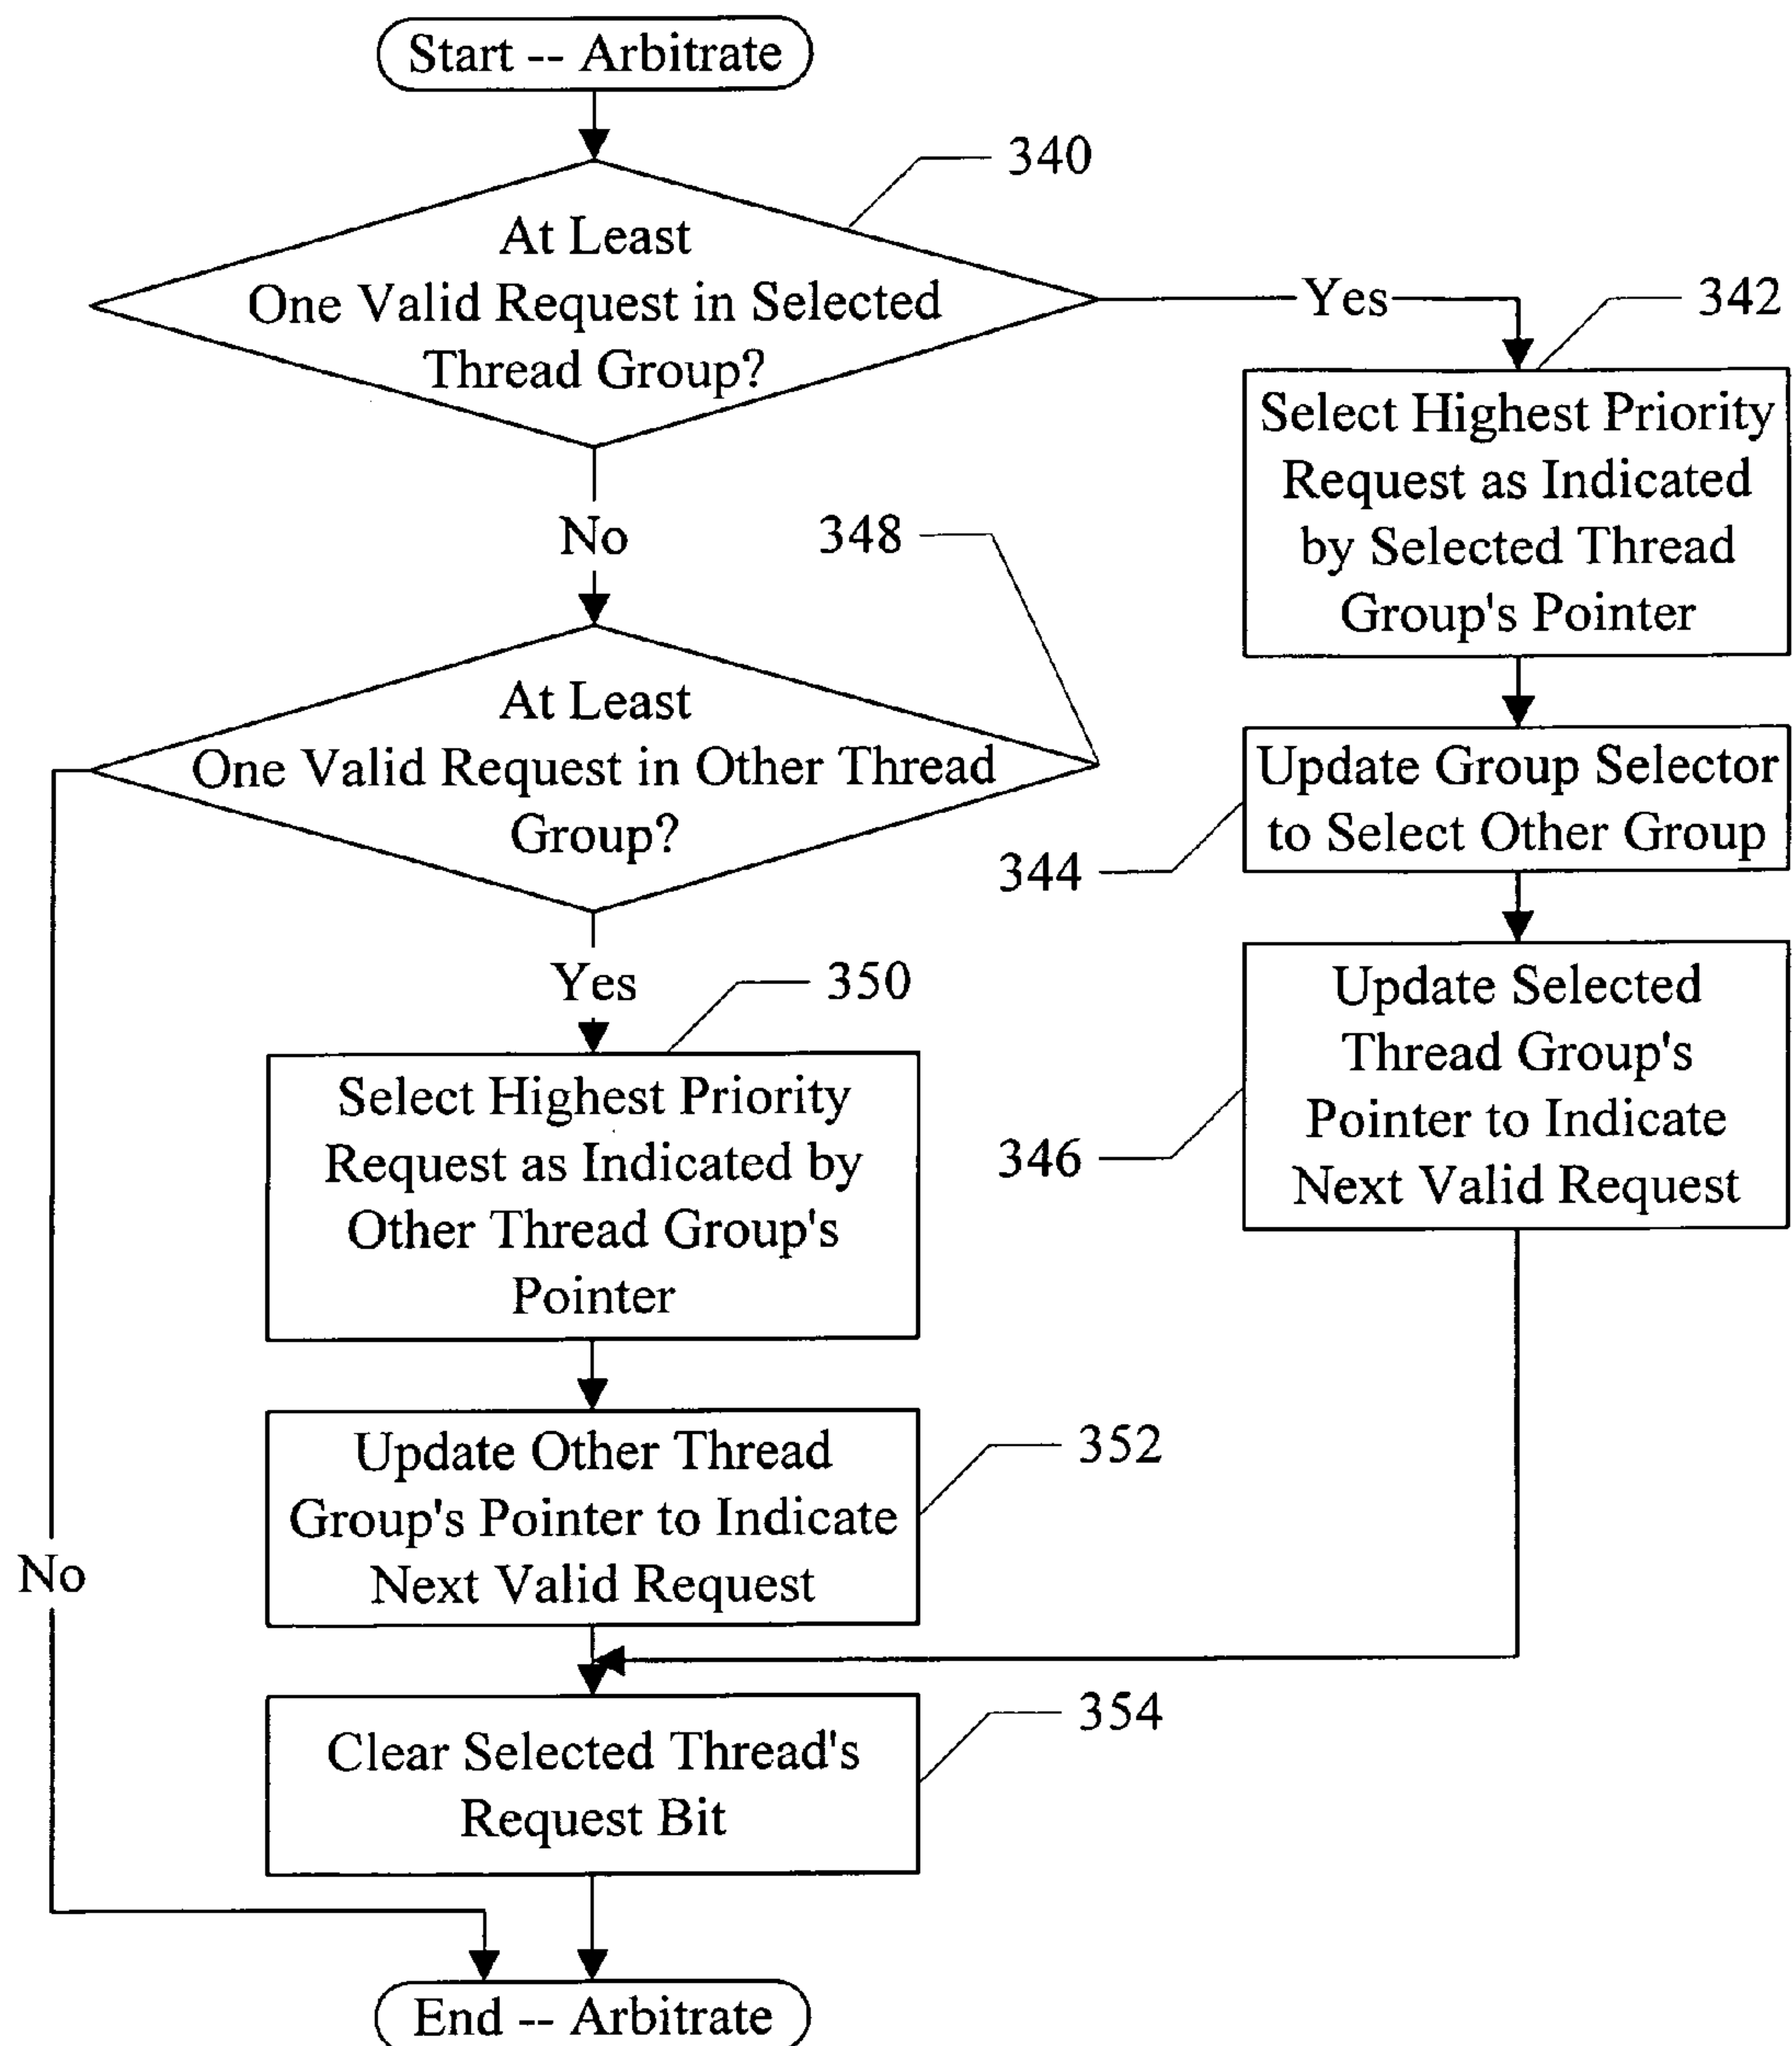 Start -- Arbitrate
340
At Least
One Valid Request in Selected
Thread Group?
Yes
342
Select Highest Priority
Request as Indicated
by Selected Thread
Group's Pointer
No
348
At Least
One Valid Request in Other Thread
Group?
Update Group Selector
to Select Other Group
344
Yes
350
Update Selected
Thread Group's
Pointer to Indicate
Next Valid Request
346
Select Highest Priority
Request as Indicated by
Other Thread Group's
Pointer
Update Other Thread
Group's Pointer to Indicate
Next Valid Request
352
No
Clear Selected Thread's
Request Bit
354
End -- Arbitrate